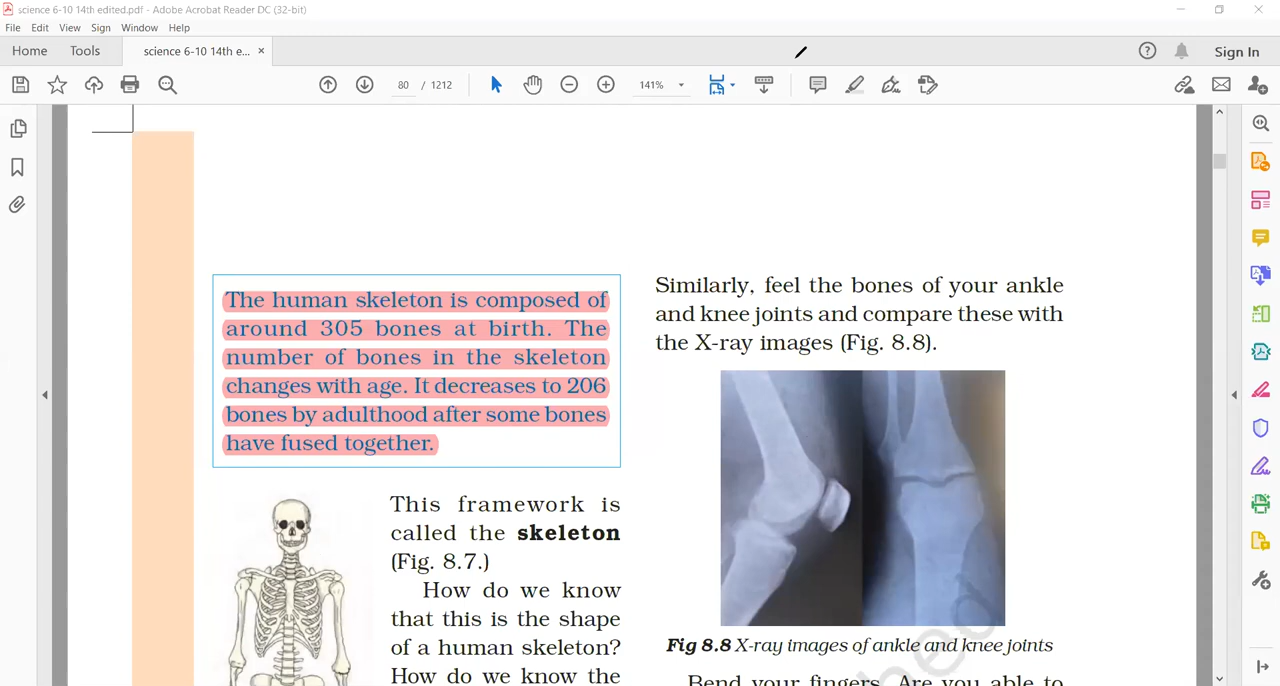 science 6-10 14th edited.pdf - Adobe Acrobat Reader DC (32-bit)
File Edit View Sign Window Help
Home Tools science 6-10 14th e... × Sign In
80 / 1212 141%
The human skeleton is composed of
around 305 bones at birth. The
number of bones in the skeleton
changes with age. It decreases to 206
bones by adulthood after some bones
have fused together.
This framework is
called the skeleton
(Fig. 8.7.)
How do we know
that this is the shape
of a human skeleton?
How do we know the
Similarly, feel the bones of your ankle
and knee joints and compare these with
the X-ray images (Fig. 8.8).
Fig 8.8 X-ray images of ankle and knee joints
Bend your fingers. Are you able to